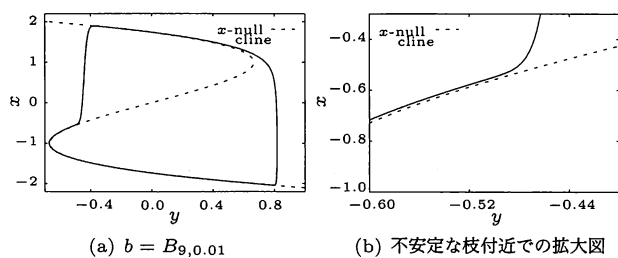 2
1
0
−1
−2
x
−0.4
0.0
0.4
0.8
y
x-null
cline
(a) b = B9,0.01
−0.4
−0.6
−0.8
−1.0
x
−0.60
−0.52
−0.44
y
x-null
cline
(b) 不安定な枝付近での拡大図